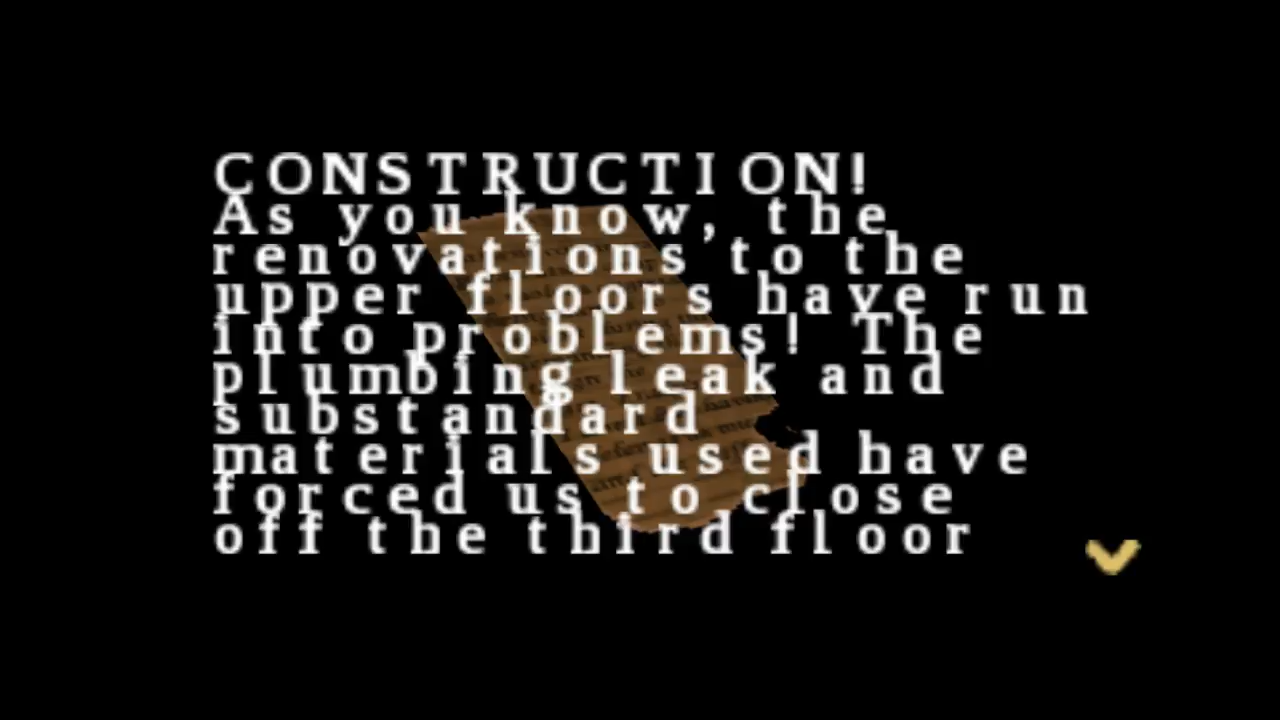 CONSTRUCTION!
As you know, the
renovations to the
upper floors have run
into problems! The
plumbing leak and
substandard
materials used have
forced us to close
off the third floor